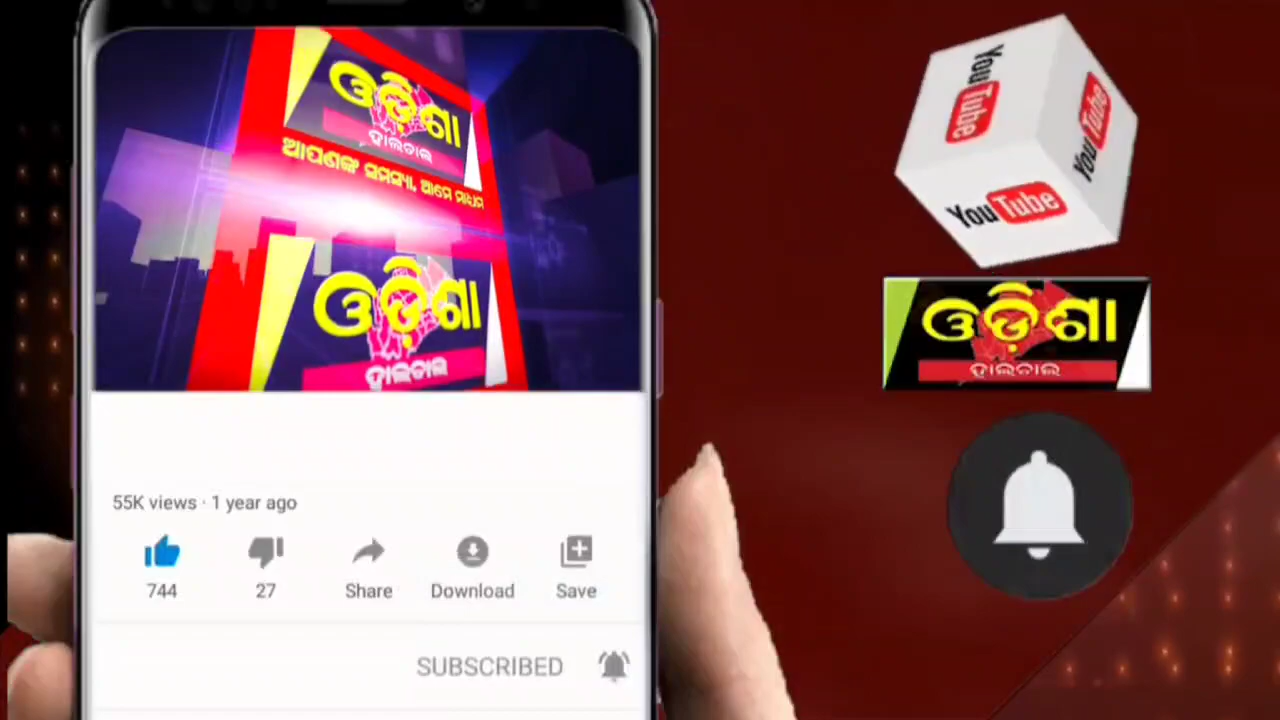 ଓଡ଼ିଶା
ହାଲଚାଲ
ଆପଣଙ୍କ ସମସ୍ୟା, ଆମେ ମାଧ୍ୟମ
ଓଡ଼ିଶା
ହାଲଚାଲ
55K views · 1 year ago
744
27
Share
Download
Save
SUBSCRIBED
YouTube
YouTube
YouTube
ଓଡ଼ିଶା
ହାଲଚାଲ